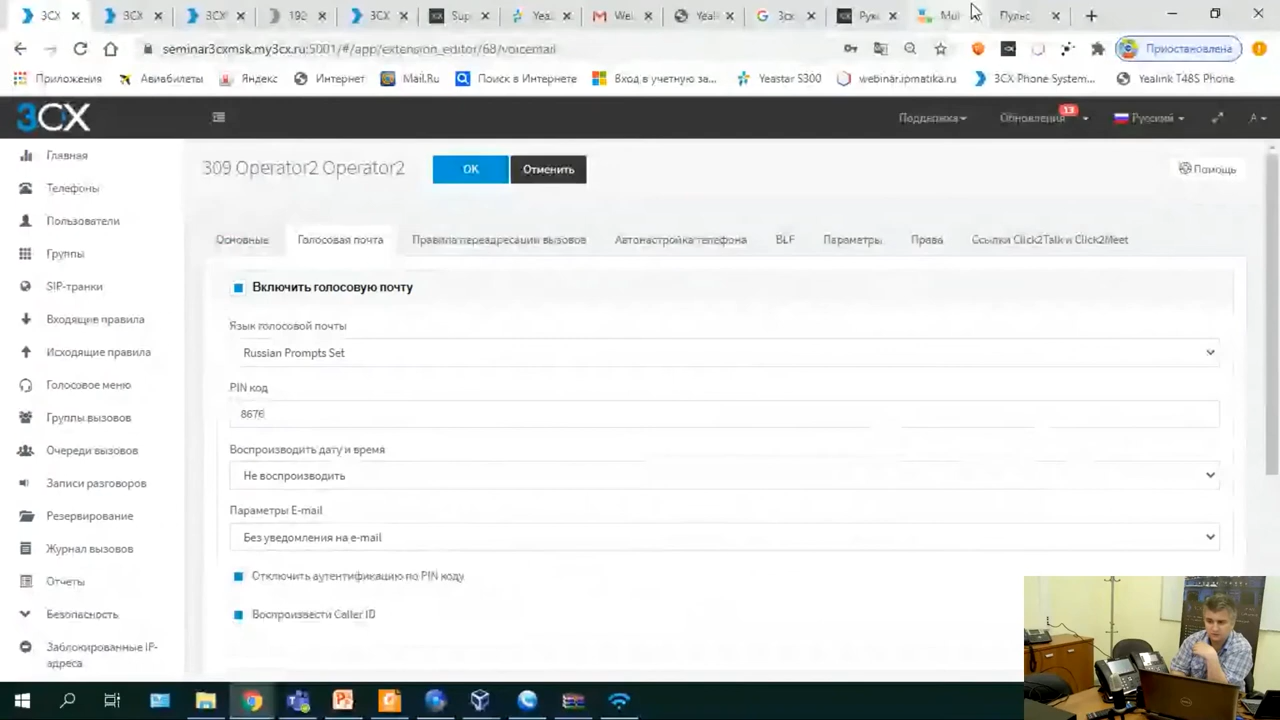 3CX
3CX
3CX
192
3CX
Sup
Yea
Wel
Yeali
3cx
Рук
Mul
Пульс
seminar3cxmsk.my3cx.ru:5001/#/app/extension_editor/68/voicemail
Приостановлена
Приложения
Авиабилеты
Яндекс
Интернет
Mail.Ru
Поиск в Интернете
Вход в учетную за...
Yeastar S300
webinar.ipmatika.ru
3CX Phone System...
Yealink T48S Phone
3CX
Поддержка
Обновления
13
Русский
A
Главная
Телефоны
Пользователи
Группы
SIP-транки
Входящие правила
Исходящие правила
Голосовое меню
Группы вызовов
Очереди вызовов
Записи разговоров
Резервирование
Журнал вызовов
Отчеты
Безопасность
Заблокированные IP-
адреса
309 Operator2 Operator2
OK
Отменить
Помощь
Основные
Голосовая почта
Правила переадресации вызовов
Автонастройка телефона
BLF
Параметры
Права
Ссылки Click2Talk и Click2Meet
Включить голосовую почту
Язык голосовой почты
Russian Prompts Set
PIN код
8676
Воспроизводить дату и время
Не воспроизводить
Параметры E-mail
Без уведомления на e-mail
Отключить аутентификацию по PIN коду
Воспроизвести Caller ID